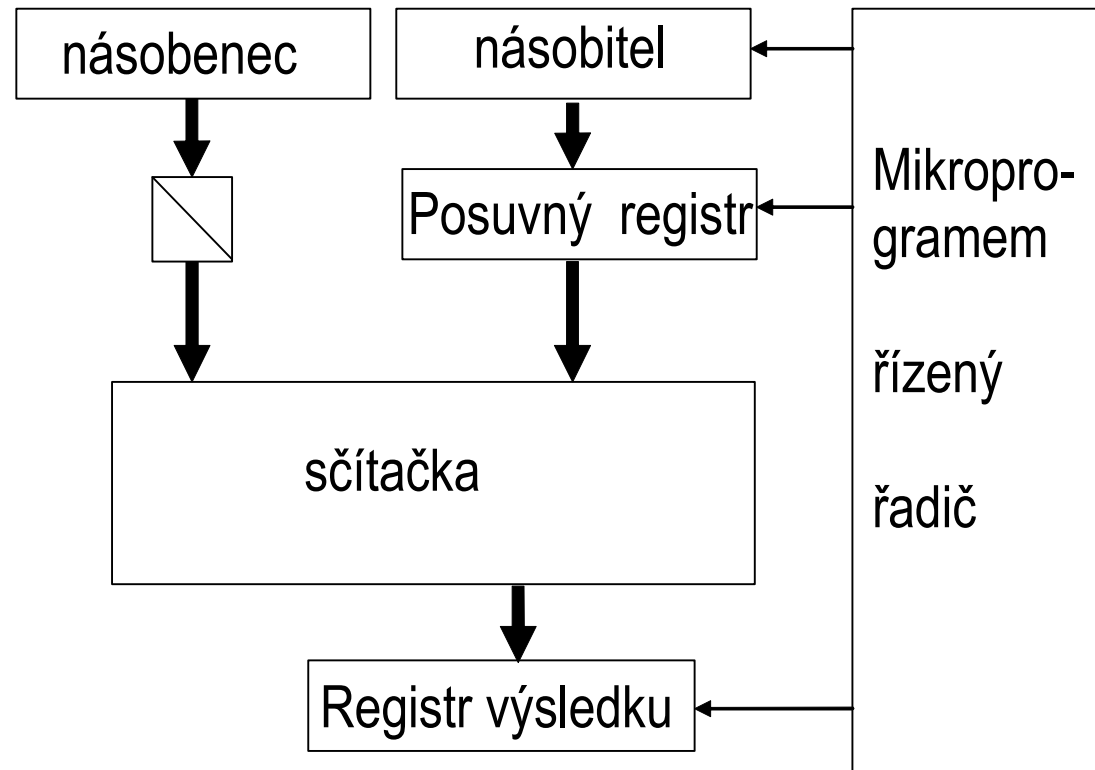 násobenec
násobitel
Posuvný registr
sčítačka
Registr výsledku
Mikropro-
gramem
řízený
řadič